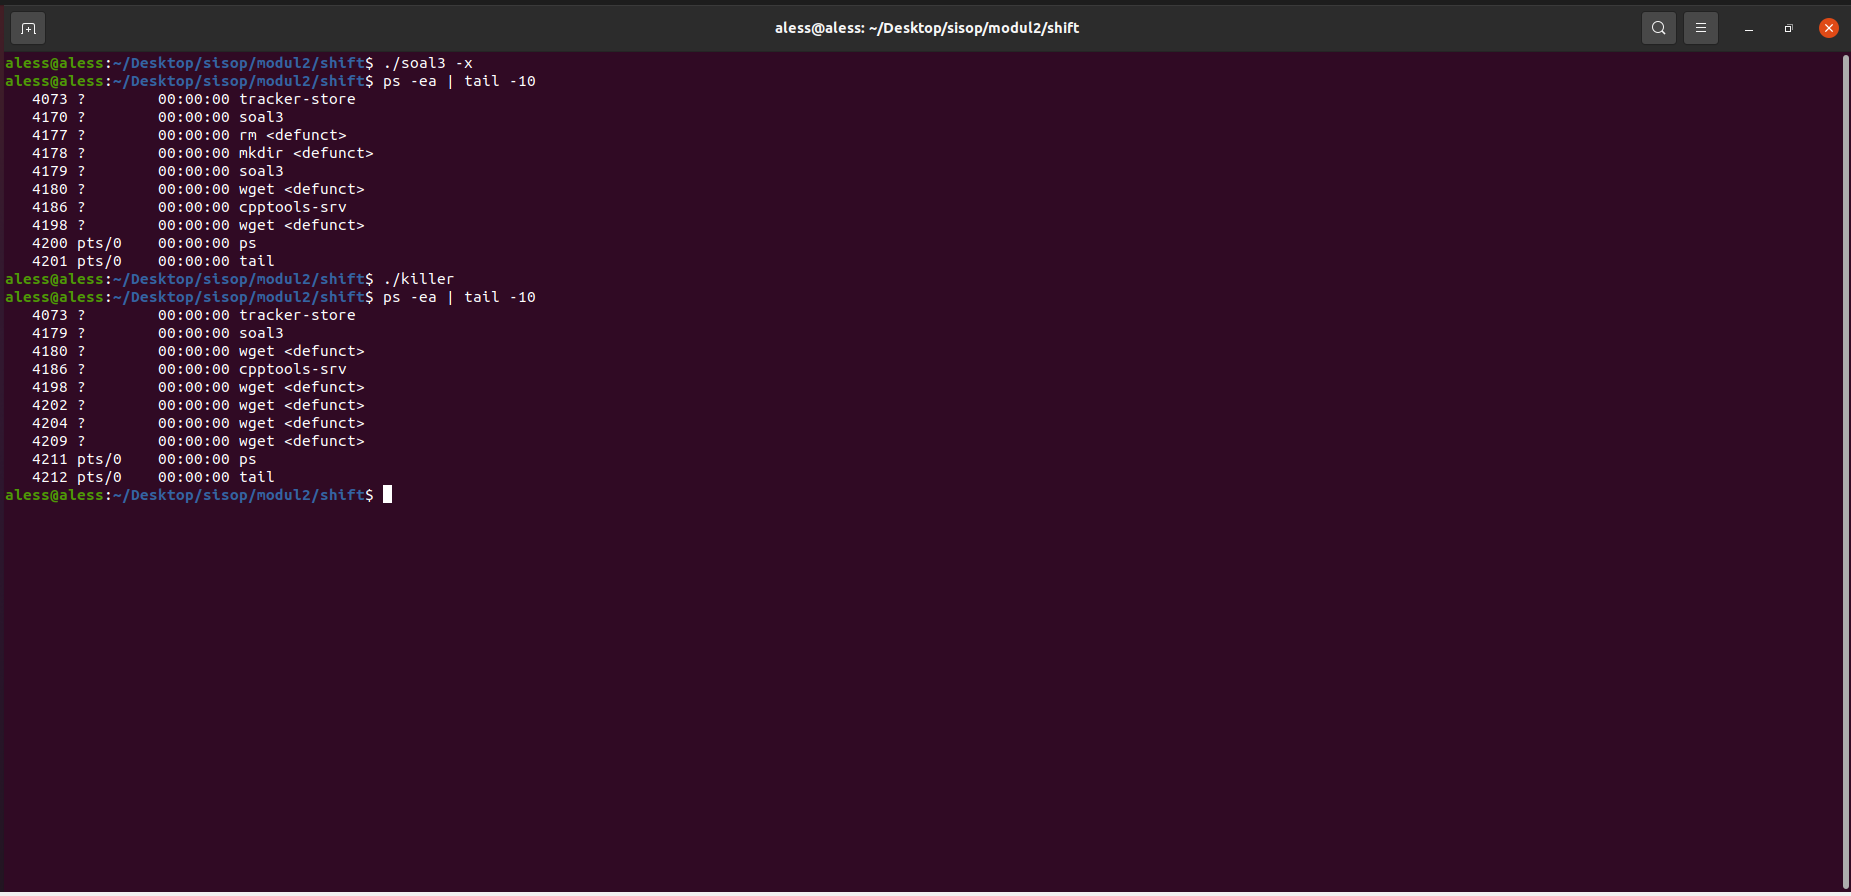 aless@aless: ~/Desktop/sisop/modul2/shift
aless@aless:~/Desktop/sisop/modul2/shift$ ./soal3 -x
aless@aless:~/Desktop/sisop/modul2/shift$ ps -ea | tail -10
   4073 ?        00:00:00 tracker-store
   4170 ?        00:00:00 soal3
   4177 ?        00:00:00 rm <defunct>
   4178 ?        00:00:00 mkdir <defunct>
   4179 ?        00:00:00 soal3
   4180 ?        00:00:00 wget <defunct>
   4186 ?        00:00:00 cpptools-srv
   4198 ?        00:00:00 wget <defunct>
   4200 pts/0    00:00:00 ps
   4201 pts/0    00:00:00 tail
aless@aless:~/Desktop/sisop/modul2/shift$ ./killer
aless@aless:~/Desktop/sisop/modul2/shift$ ps -ea | tail -10
   4073 ?        00:00:00 tracker-store
   4179 ?        00:00:00 soal3
   4180 ?        00:00:00 wget <defunct>
   4186 ?        00:00:00 cpptools-srv
   4198 ?        00:00:00 wget <defunct>
   4202 ?        00:00:00 wget <defunct>
   4204 ?        00:00:00 wget <defunct>
   4209 ?        00:00:00 wget <defunct>
   4211 pts/0    00:00:00 ps
   4212 pts/0    00:00:00 tail
aless@aless:~/Desktop/sisop/modul2/shift$